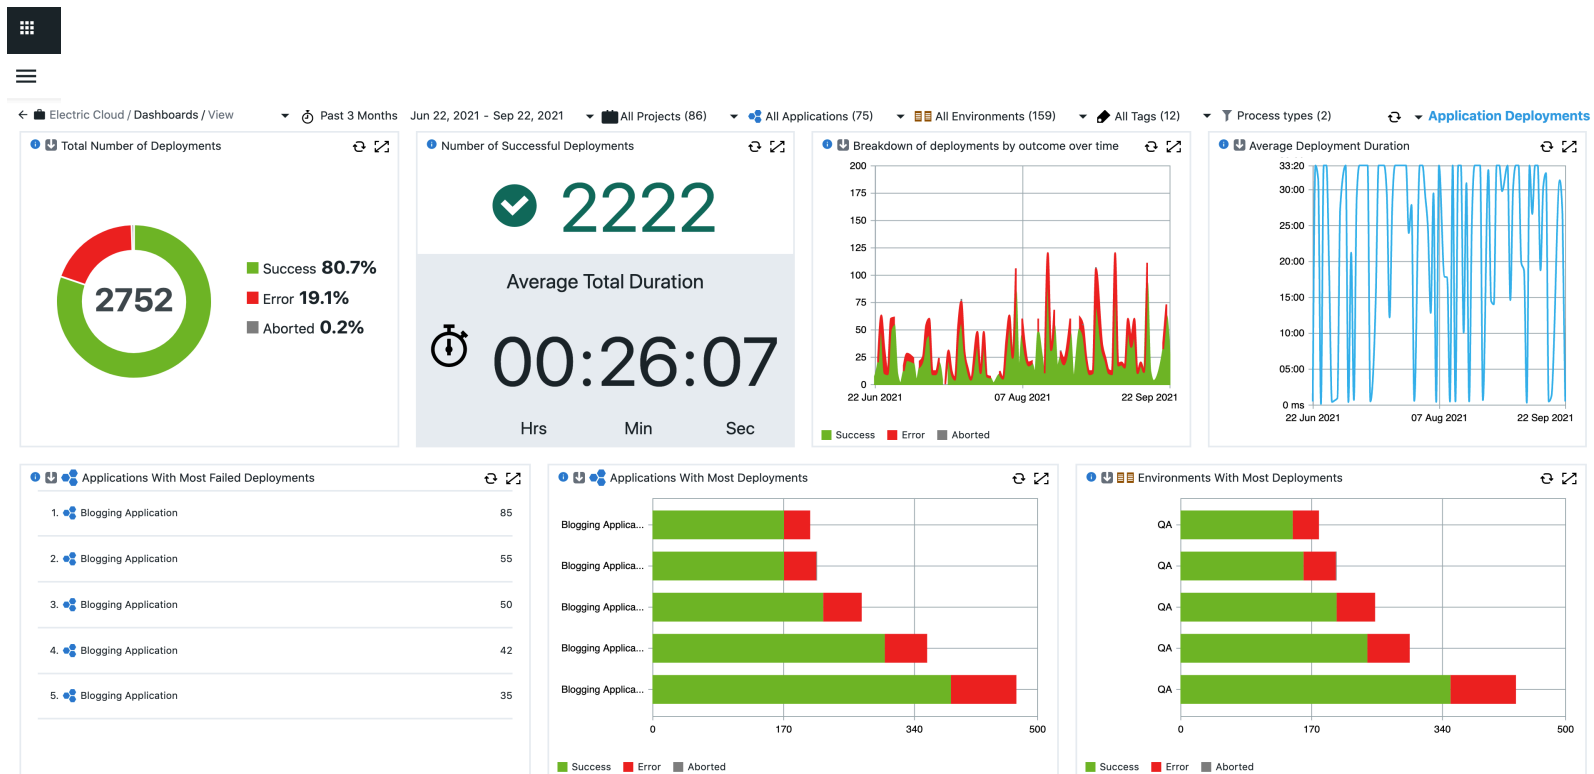 Electric Cloud / Dashboards / View
Past 3 Months
Jun 22, 2021 - Sep 22, 2021
All Projects (86)
All Applications (75)
All Environments (159)
All Tags (12)
Process types (2)
Application Deployments
Total Number of Deployments
2752
Success 80.7%
Error 19.1%
Aborted 0.2%
Number of Successful Deployments
2222
Average Total Duration
00:26:07
Hrs Min Sec
Breakdown of deployments by outcome over time
200
175
150
125
100
75
50
25
0
22 Jun 2021 07 Aug 2021 22 Sep 2021
Success Error Aborted
Average Deployment Duration
33:20
30:00
25:00
20:00
15:00
10:00
05:00
0 ms
22 Jun 2021 07 Aug 2021 22 Sep 2021
Applications With Most Failed Deployments
1. Blogging Application 85
2. Blogging Application 55
3. Blogging Application 50
4. Blogging Application 42
5. Blogging Application 35
Applications With Most Deployments
Blogging Applica...
Blogging Applica...
Blogging Applica...
Blogging Applica...
Blogging Applica...
0 170 340 500
Success Error Aborted
Environments With Most Deployments
QA
QA
QA
QA
QA
0 170 340 500
Success Error Aborted